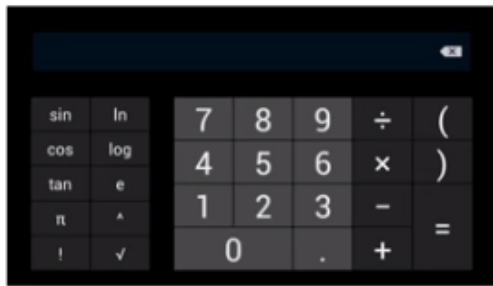 sin ln 7 8 9 ÷ (
cos log 4 5 6 × )
tan e 1 2 3 −
π ^ 0 . + =
! √